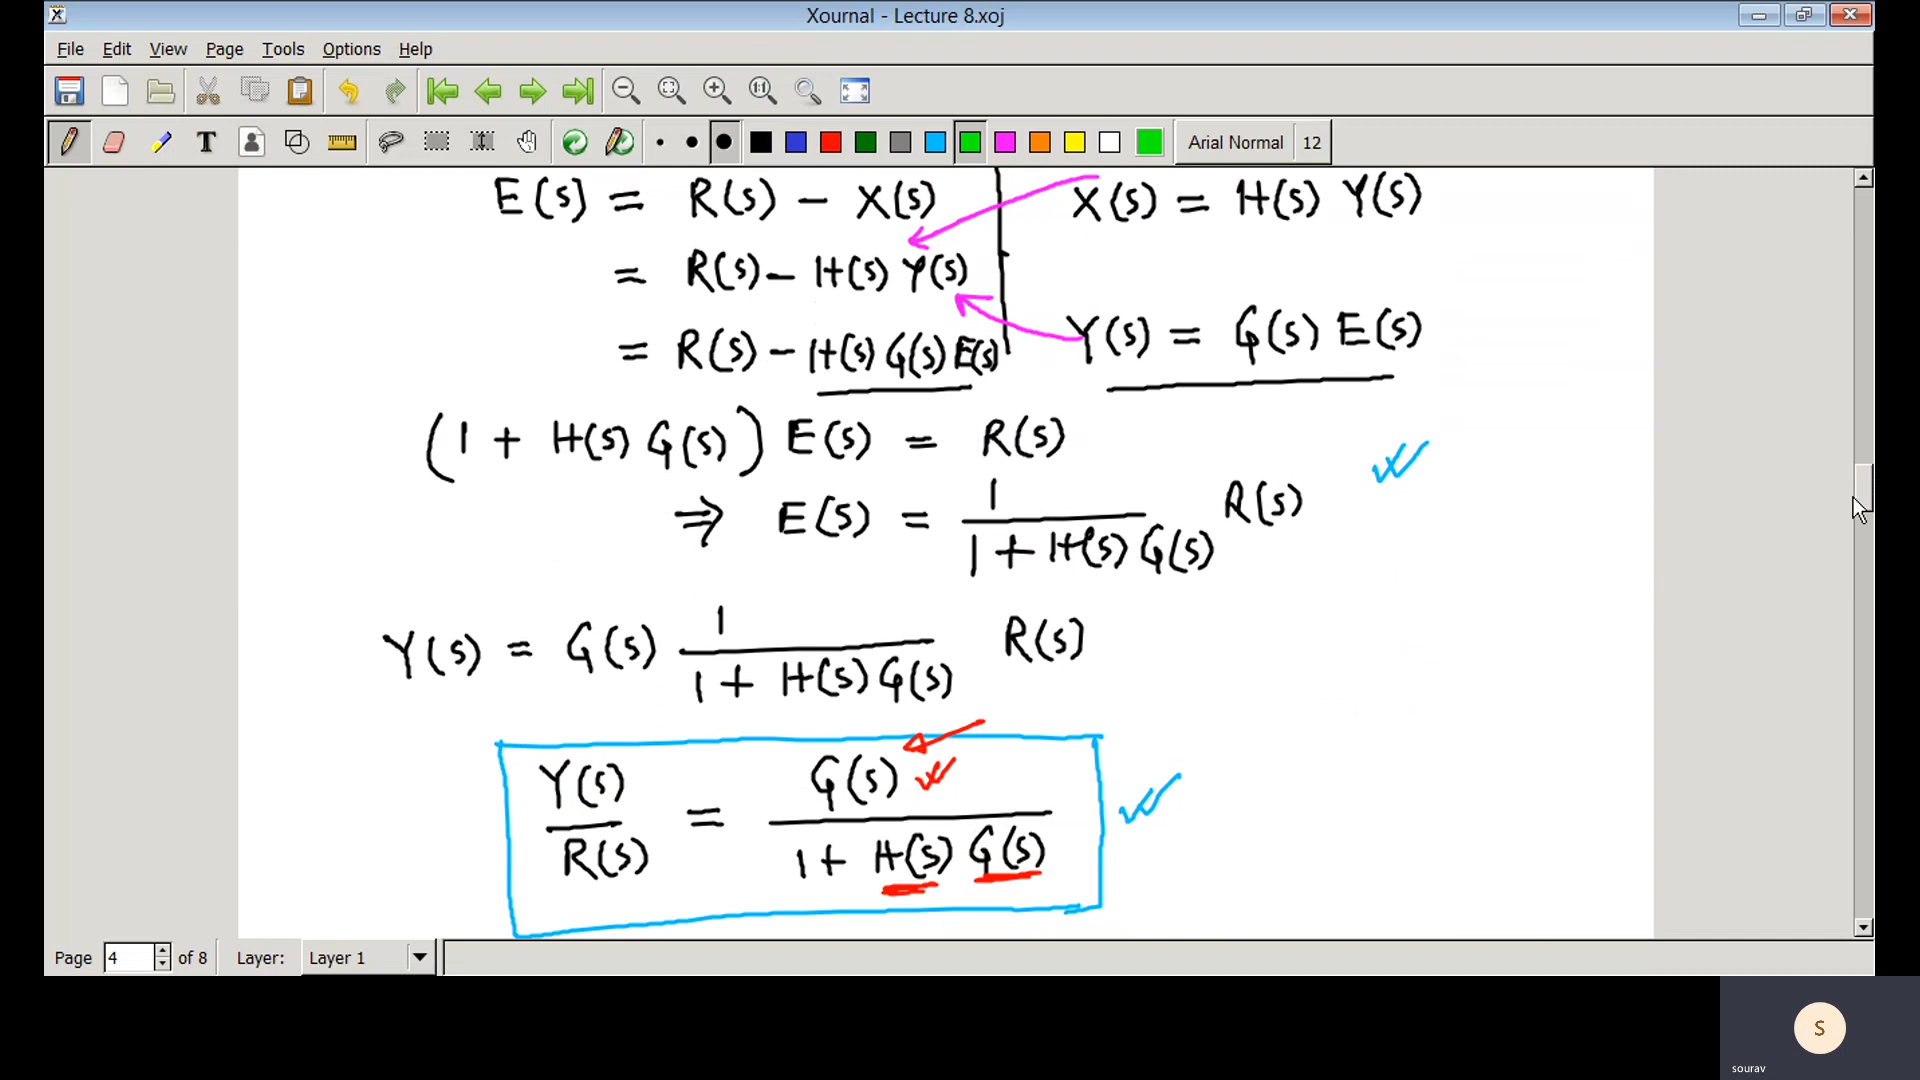 Xournal - Lecture 8.xoj
File Edit View Page Tools Options Help
Arial Normal 12
E(s) = R(s) - X(s)
X(s) = H(s) Y(s)
= R(s) - H(s) Y(s)
Y(s) = G(s) E(s)
= R(s) - H(s) G(s) E(s)
(1 + H(s) G(s)) E(s) = R(s)
⇒ E(s) = 1 / 1 + H(s) G(s) R(s)
Y(s) = G(s) 1 / 1 + H(s) G(s) R(s)
Y(s) / R(s) = G(s) / 1 + H(s) G(s)
Page 4 of 8 Layer: Layer 1
S
sourav